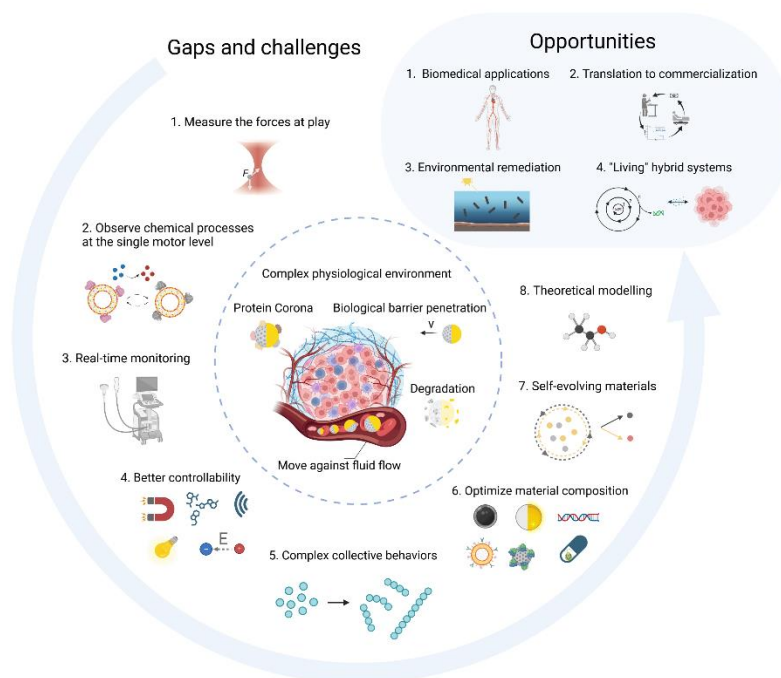 Gaps and challenges
Opportunities
1. Biomedical applications
2. Translation to commercialization
3. Environmental remediation
4. "Living" hybrid systems
1. Measure the forces at play
F
2. Observe chemical processes
at the single motor level
3. Real-time monitoring
4. Better controllability
E
5. Complex collective behaviors
6. Optimize material composition
7. Self-evolving materials
8. Theoretical modelling
Complex physiological environment
Protein Corona
Biological barrier penetration
v
Degradation
Move against fluid flow